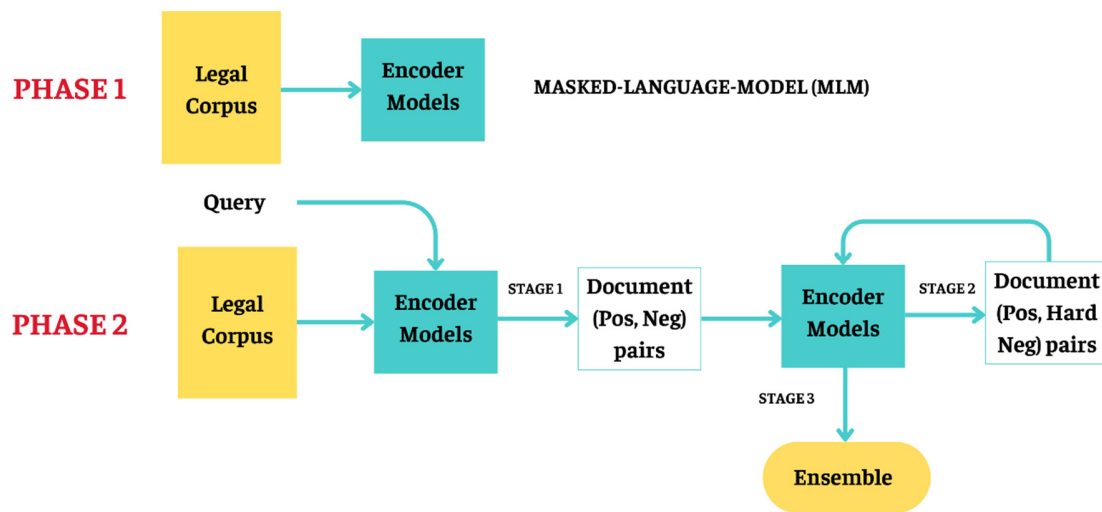 PHASE 1
Legal
Corpus
Encoder
Models
MASKED-LANGUAGE-MODEL (MLM)
Query
PHASE 2
Legal
Corpus
Encoder
Models
STAGE 1
Document
(Pos, Neg)
pairs
Encoder
Models
STAGE 2
Document
(Pos, Hard
Neg) pairs
STAGE 3
Ensemble